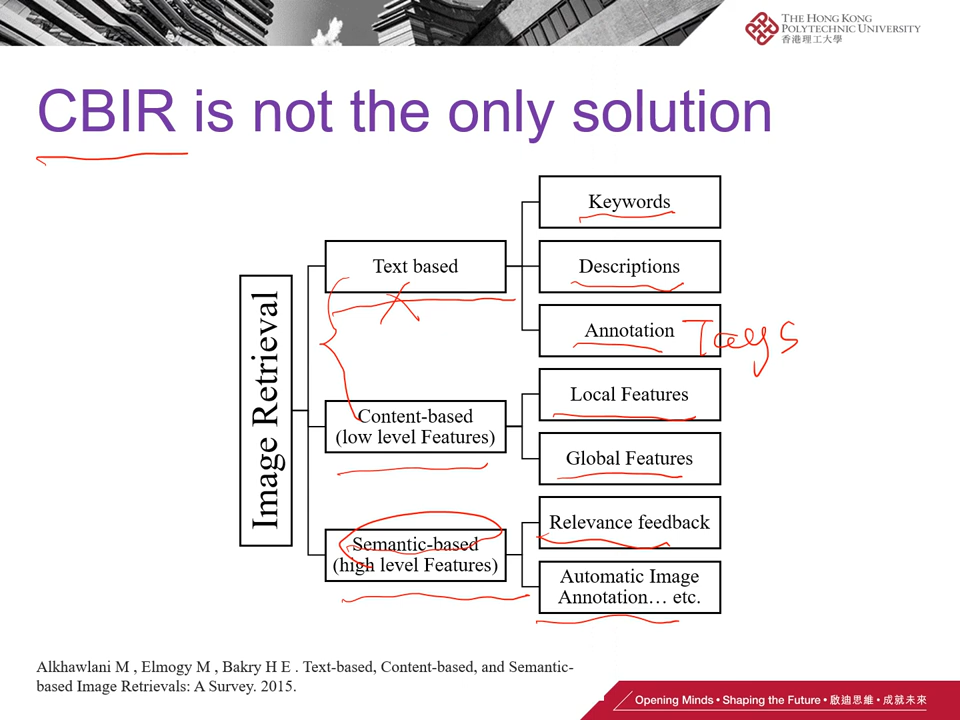 THE HONG KONG
POLYTECHNIC UNIVERSITY
香港理工大學
CBIR is not the only solution
Image Retrieval
Text based
Keywords
Descriptions
Annotation
Tags
Content-based
(low level Features)
Local Features
Global Features
Semantic-based
(high level Features)
Relevance feedback
Automatic Image
Annotation… etc.
Alkhawlani M , Elmogy M , Bakry H E . Text-based, Content-based, and Semantic-
based Image Retrievals: A Survey. 2015.
Opening Minds • Shaping the Future • 啟迪思維 • 成就未來